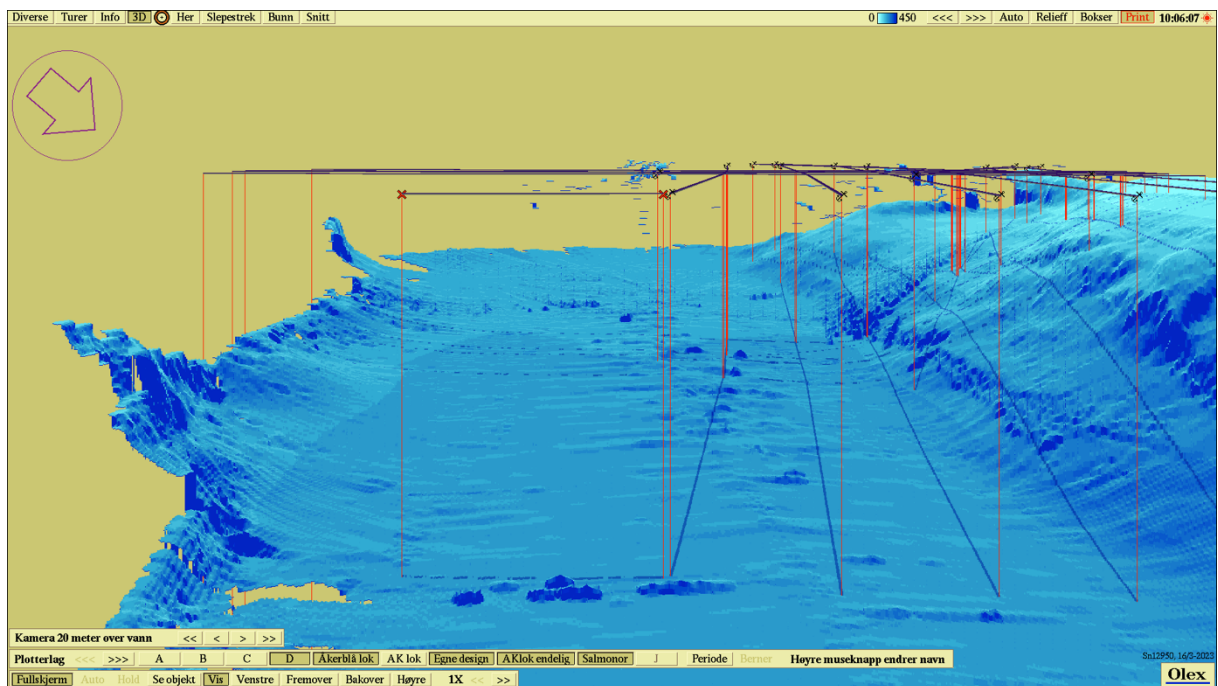 Diverse Turer Info 3D Her Slepestrek Bunn Snitt 0 450 <<< >>> Auto Relieff Bokser Print 10:06:07
Kamera 20 meter over vann << < > >>
Plotterlag <<< >>> A B C D Åkerblå lok AK lok Egne design AKlok endelig Salmonor J Periode Berner Høyre museknapp endrer navn
Sn12950, 16/3-2023
Fullskjerm Auto Hold Se objekt Vis Venstre Fremover Bakover Høyre 1X << >> Olex